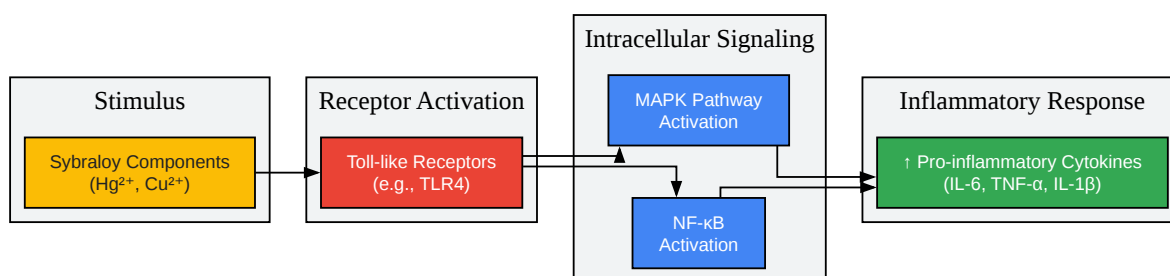 Stimulus
Sybraloy Components
(Hg²⁺, Cu²⁺)
Receptor Activation
Toll-like Receptors
(e.g., TLR4)
Intracellular Signaling
MAPK Pathway
Activation
NF-κB
Activation
Inflammatory Response
↑ Pro-inflammatory Cytokines
(IL-6, TNF-α, IL-1β)